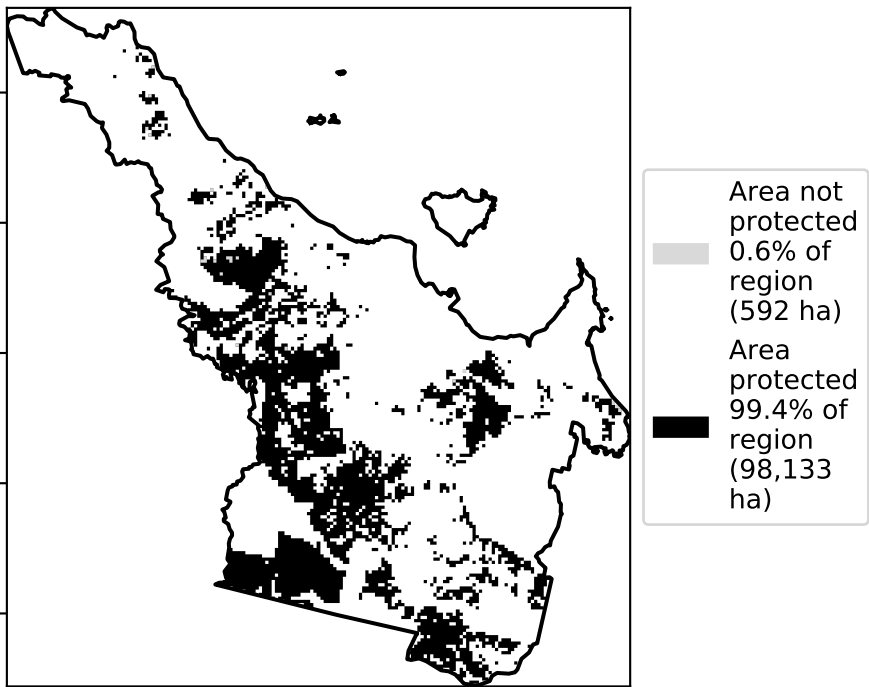 Area not
protected
0.6% of
region
(592 ha)
Area
protected
99.4% of
region
(98,133
ha)